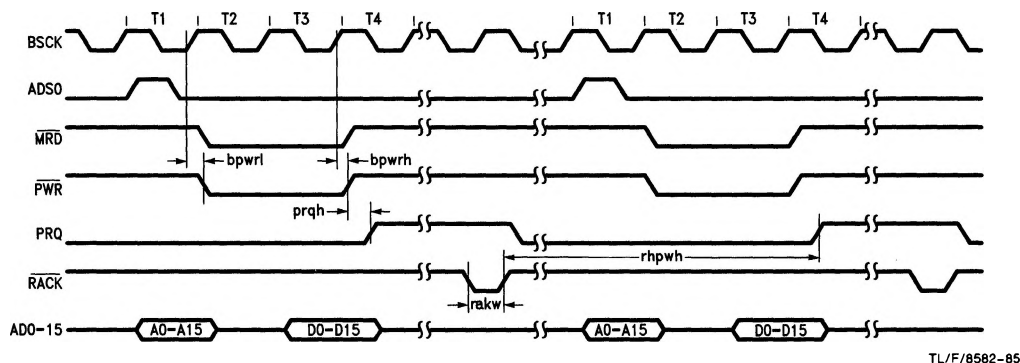 T1 T2 T3 T4 T1 T2 T3 T4
BSCK
ADS0
MRD
bpwrl bpwrh
PWR
prqh
PRQ
rhpwh
RACK
rakw
AD0-15 A0-A15 D0-D15 A0-A15 D0-D15
TL/F/8582-85